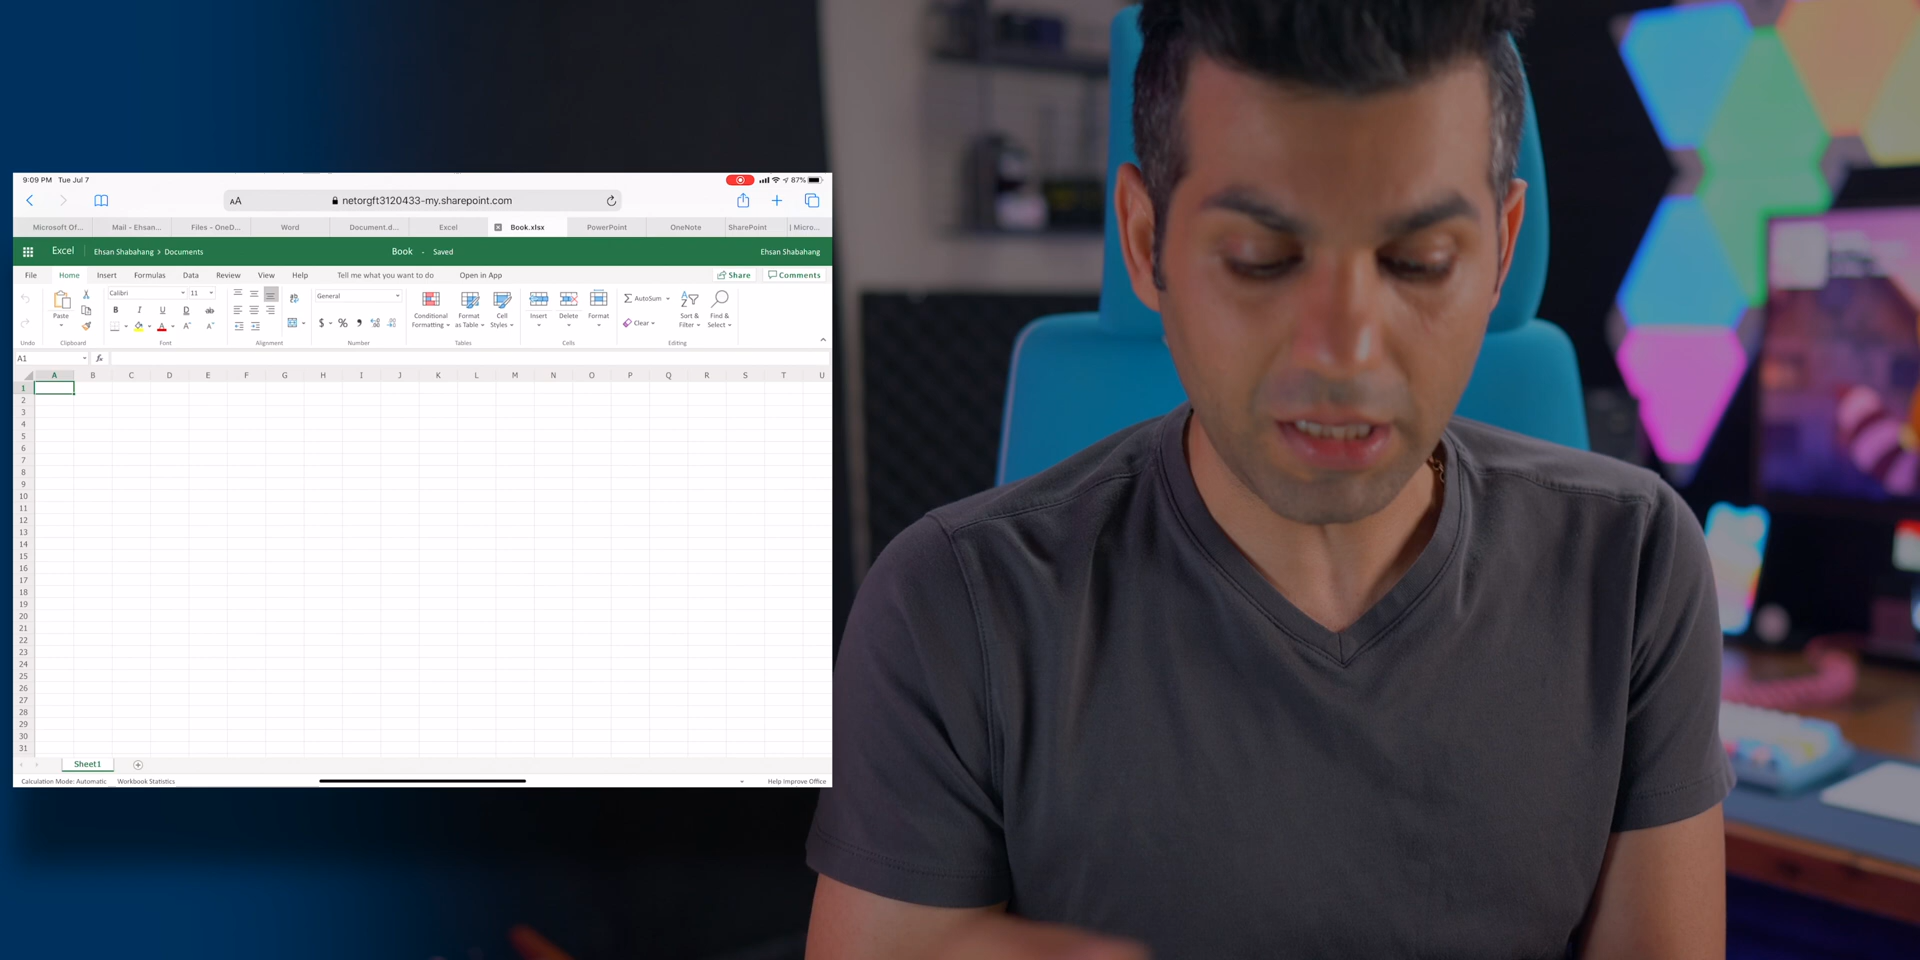 9:09 PM Tue Jul 7
87%
AA
netorgft3120433-my.sharepoint.com
Microsoft Of...
Mail - Ehsan...
Files - OneD...
Word
Document.d...
Excel
Book.xlsx
PowerPoint
OneNote
SharePoint
| Micro...
Excel
Ehsan Shabahang > Documents
Book - Saved
Ehsan Shabahang
File Home Insert Formulas Data Review View Help Tell me what you want to do Open in App Share Comments
Calibri 11 General
Paste
B I U D ab
$ % 9
Conditional Formatting
Format as Table
Cell Styles
Insert Delete Format
AutoSum
Clear
Sort & Filter
Find & Select
Undo Clipboard Font Alignment Number Tables Cells Editing
A1 fx
A B C D E F G H I J K L M N O P Q R S T U
1
2
3
4
5
6
7
8
9
10
11
12
13
14
15
16
17
18
19
20
21
22
23
24
25
26
27
28
29
30
31
Sheet1
Calculation Mode: Automatic Workbook Statistics Help Improve Office